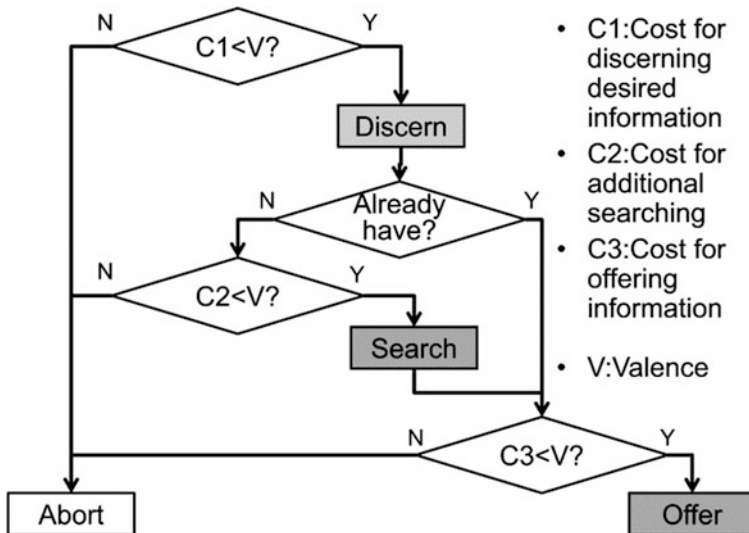 N
C1<V?
Y
Discern
N
Already
have?
Y
N
C2<V?
Y
Search
N
C3<V?
Y
Abort
Offer
• C1:Cost for
discerning
desired
information
• C2:Cost for
additional
searching
• C3:Cost for
offering
information
• V:Valence